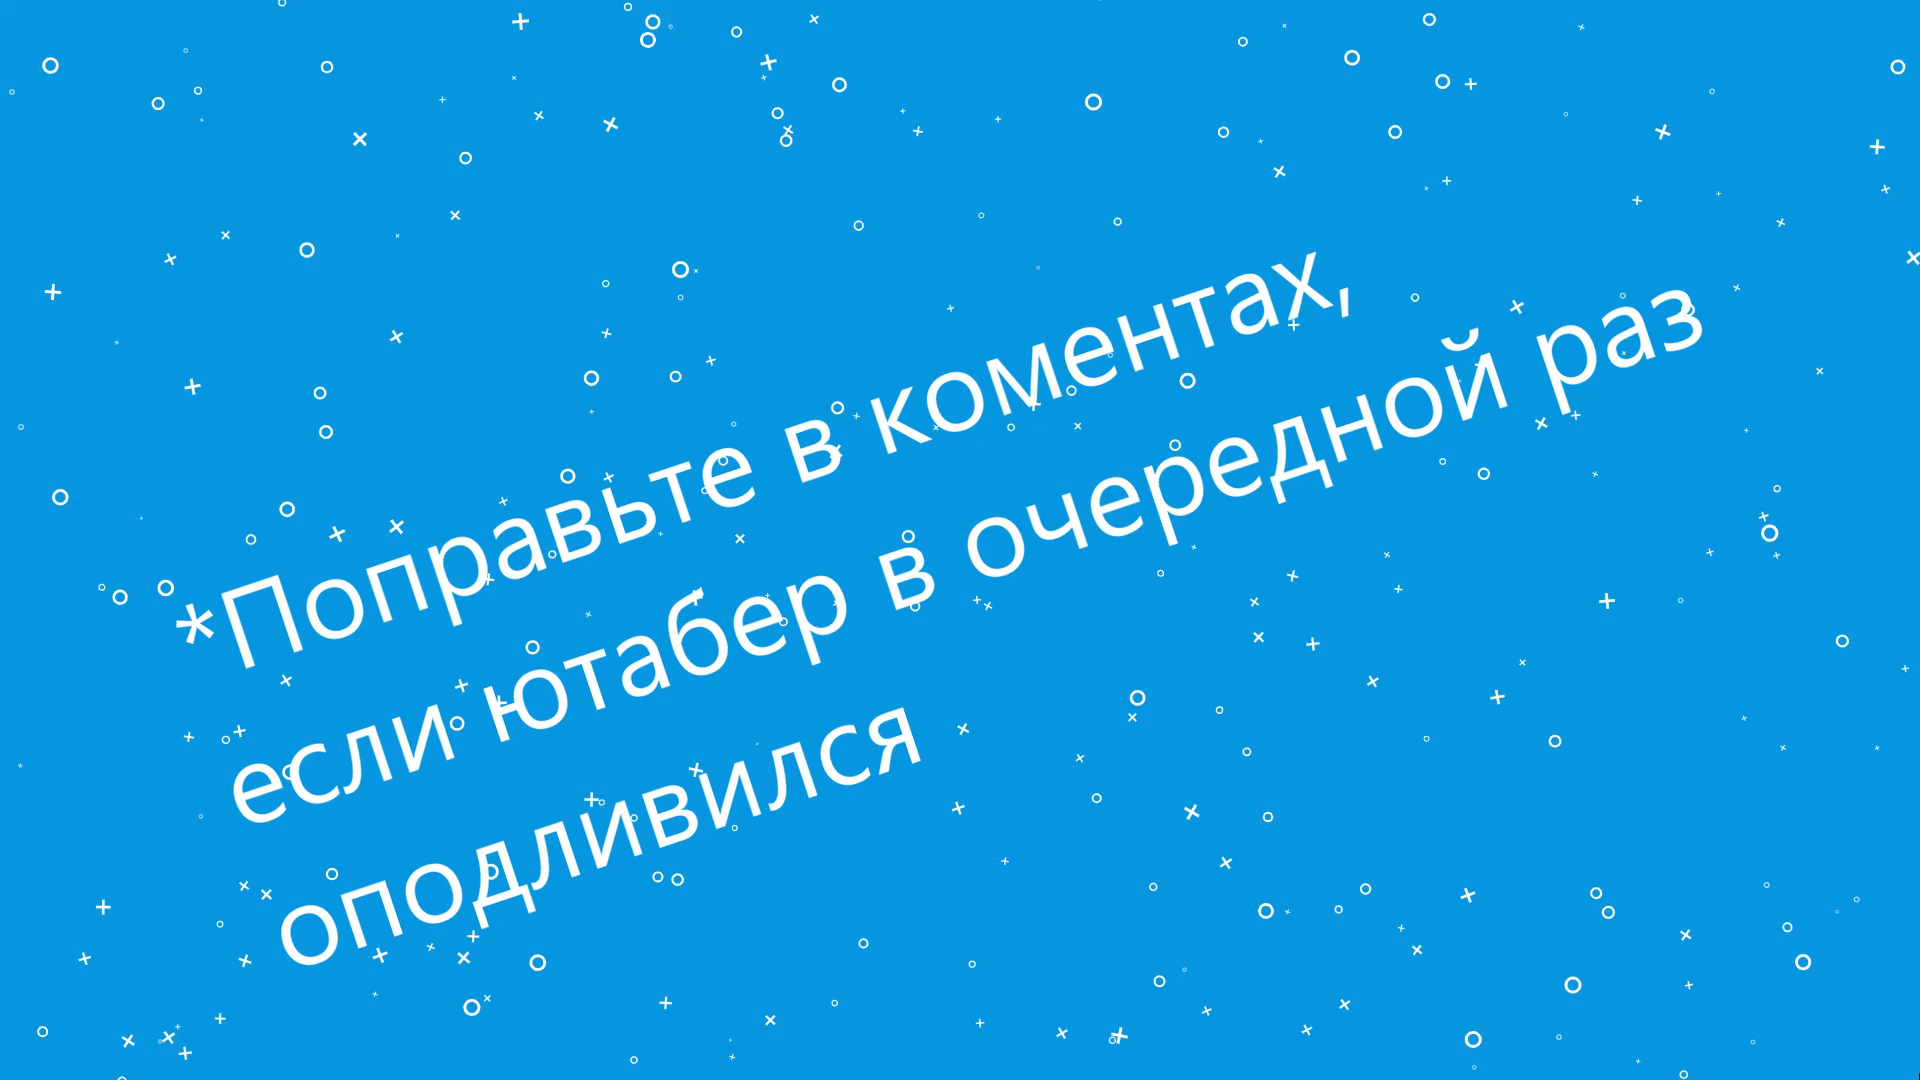 *Поправьте в коментах,
если ютабер в очередной раз
оподливился